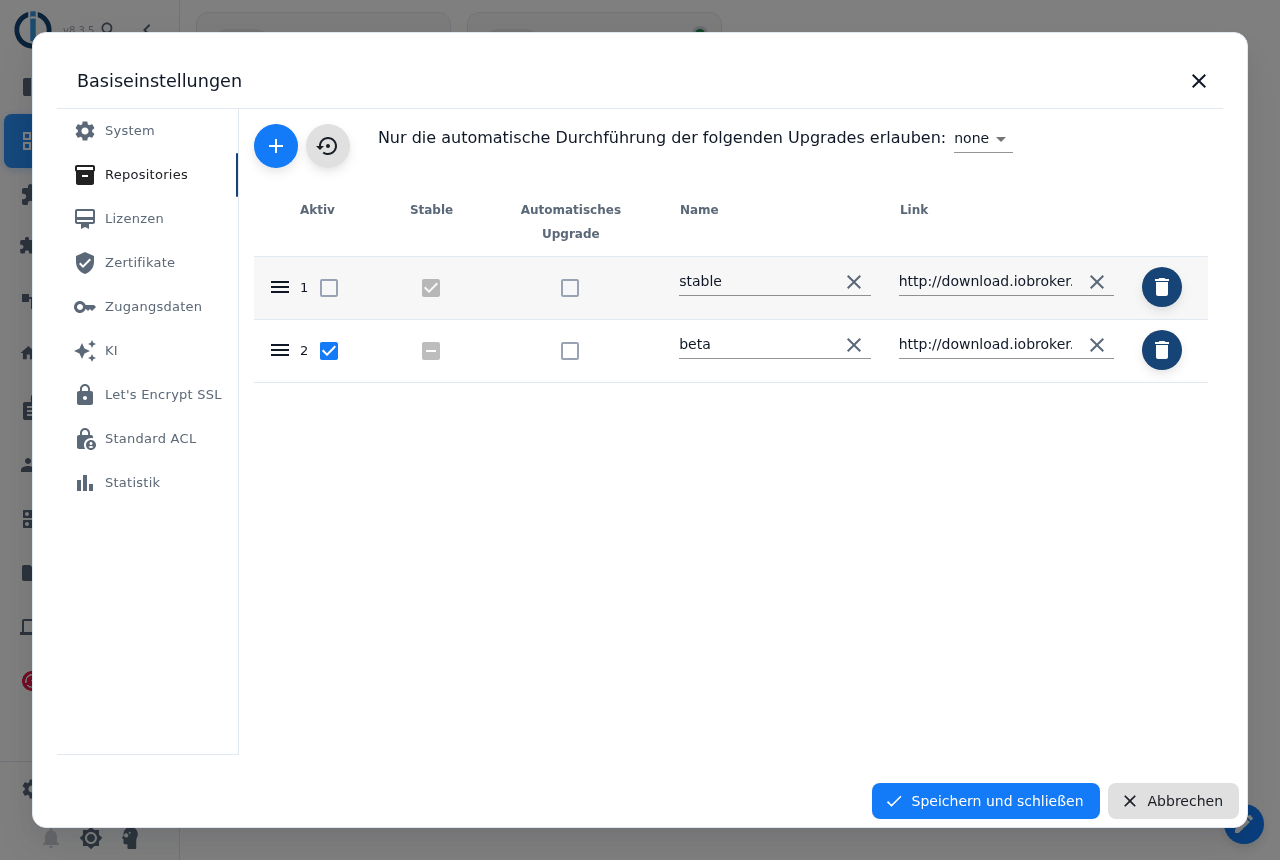 v8.3.5
Basiseinstellungen
System
Repositories
Lizenzen
Zertifikate
Zugangsdaten
KI
Let's Encrypt SSL
Standard ACL
Statistik
Nur die automatische Durchführung der folgenden Upgrades erlauben: none
Aktiv Stable Automatisches Upgrade Name Link
1 stable http://download.iobroker.
2 beta http://download.iobroker.
Speichern und schließen Abbrechen